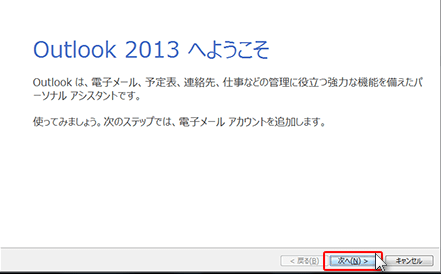 Outlook 2013 へようこそ
Outlook は、電子メール、予定表、連絡先、仕事などの管理に役立つ強力な機能を備えたパ
ーソナル アシスタントです。
使ってみましょう。次のステップでは、電子メール アカウントを追加します。
< 戻る(B) 次へ(N) > キャンセル